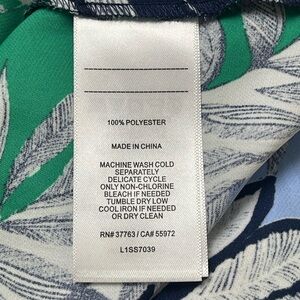 100% POLYESTER
MADE IN CHINA
MACHINE WASH COLD
SEPARATELY
DELICATE CYCLE
ONLY NON-CHLORINE
BLEACH IF NEEDED
TUMBLE DRY LOW
COOL IRON IF NEEDED
OR DRY CLEAN
RN# 37763 / CA# 55972
L1SS7039